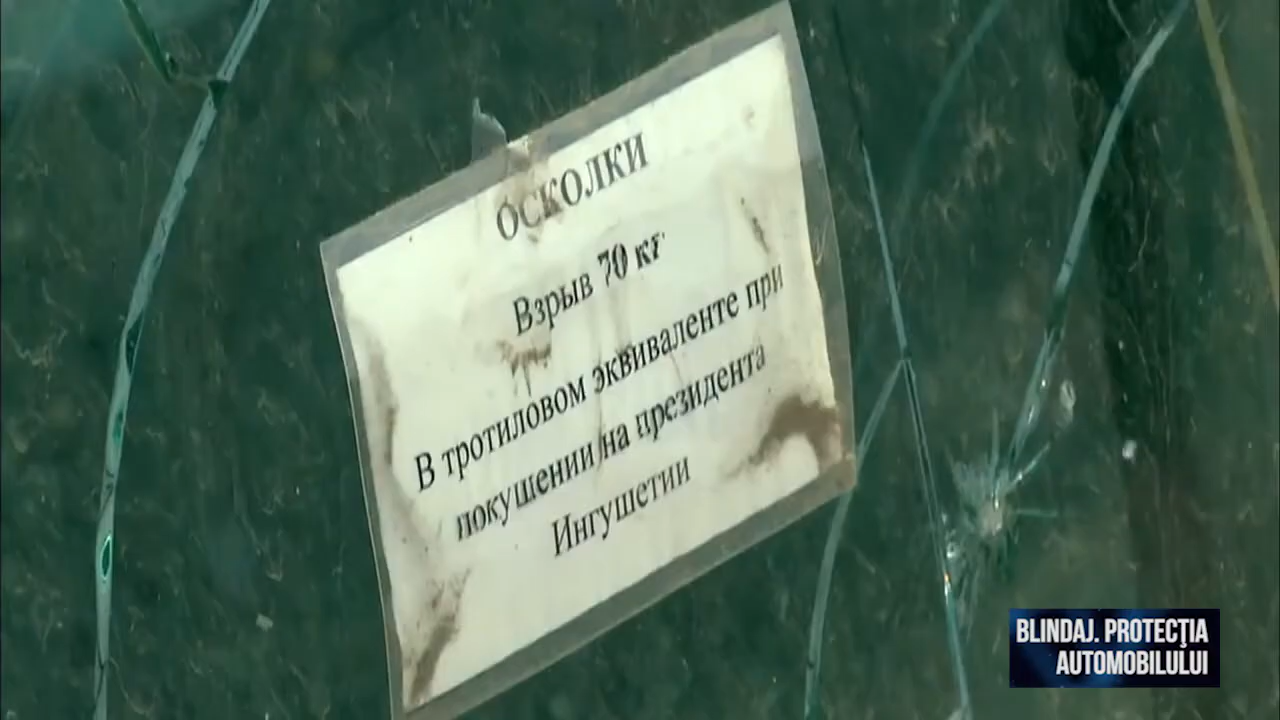 ОСКОЛКИ
Взрыв 70 кг
В тротиловом эквиваленте при
покушении на президента
Ингушетии
BLINDAJ. PROTECŢIA
AUTOMOBILULUI